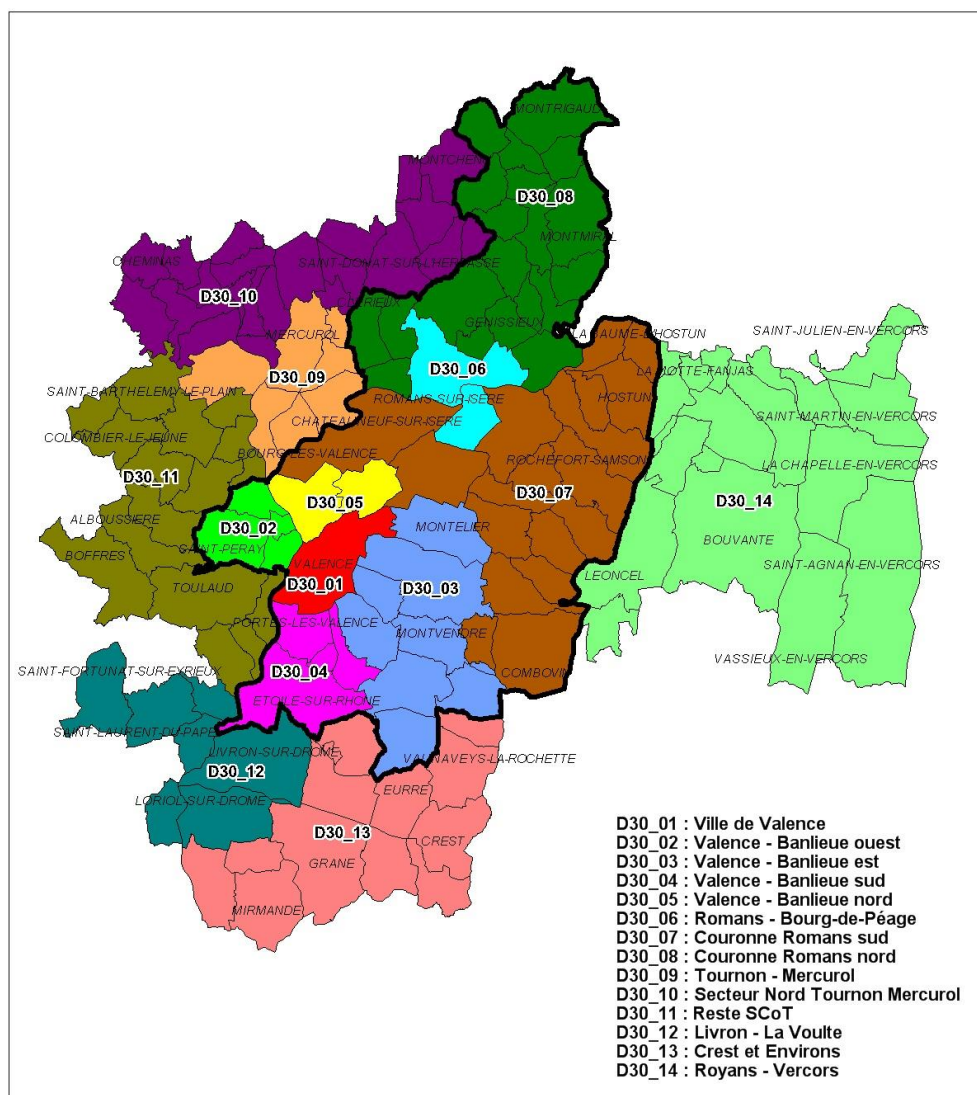 MONTRIGAUD
MONTCHENU
D30_08
MONTMIRAL
CHEMINAS
SAINT-DONAT-SUR-L'HERBASSE
D30_10
CLERIEUX
GENISSIEUX
MERCUROL
LA BAUME-D'HOSTUN
SAINT-JULIEN-EN-VERCORS
D30_09
D30_06
LA MOTTE-FANJAS
SAINT-BARTHELEMY-LE-PLAIN
ROMANS-SUR-ISERE
HOSTUN
CHATEAUNEUF-SUR-ISERE
SAINT-MARTIN-EN-VERCORS
COLOMBIER-LE-JEUNE
BOURG-LES-VALENCE
ROCHEFORT-SAMSON
LA CHAPELLE-EN-VERCORS
D30_11
D30_05
D30_07
D30_14
ALBOUSSIERE
D30_02
MONTELIER
BOUVANTE
SAINT-PERAY
BOFFRES
VALENCE
SAINT-AGNAN-EN-VERCORS
LEONCEL
TOULAUD
D30_01
D30_03
PORTES-LES-VALENCE
MONTVENDRE
VASSIEUX-EN-VERCORS
SAINT-FORTUNAT-SUR-EYRIEUX
D30_04
COMBOVIN
ETOILE-SUR-RHONE
SAINT-LAURENT-DU-PAPE
LIVRON-SUR-DROME
VAUNAVEYS-LA-ROCHETTE
D30_12
EURRE
LORIOL-SUR-DROME
D30_13
CREST
GRANE
MIRMANDE
D30_01 : Ville de Valence
D30_02 : Valence - Banlieue ouest
D30_03 : Valence - Banlieue est
D30_04 : Valence - Banlieue sud
D30_05 : Valence - Banlieue nord
D30_06 : Romans - Bourg-de-Péage
D30_07 : Couronne Romans sud
D30_08 : Couronne Romans nord
D30_09 : Tournon - Mercurol
D30_10 : Secteur Nord Tournon Mercurol
D30_11 : Reste SCoT
D30_12 : Livron - La Voulte
D30_13 : Crest et Environs
D30_14 : Royans - Vercors